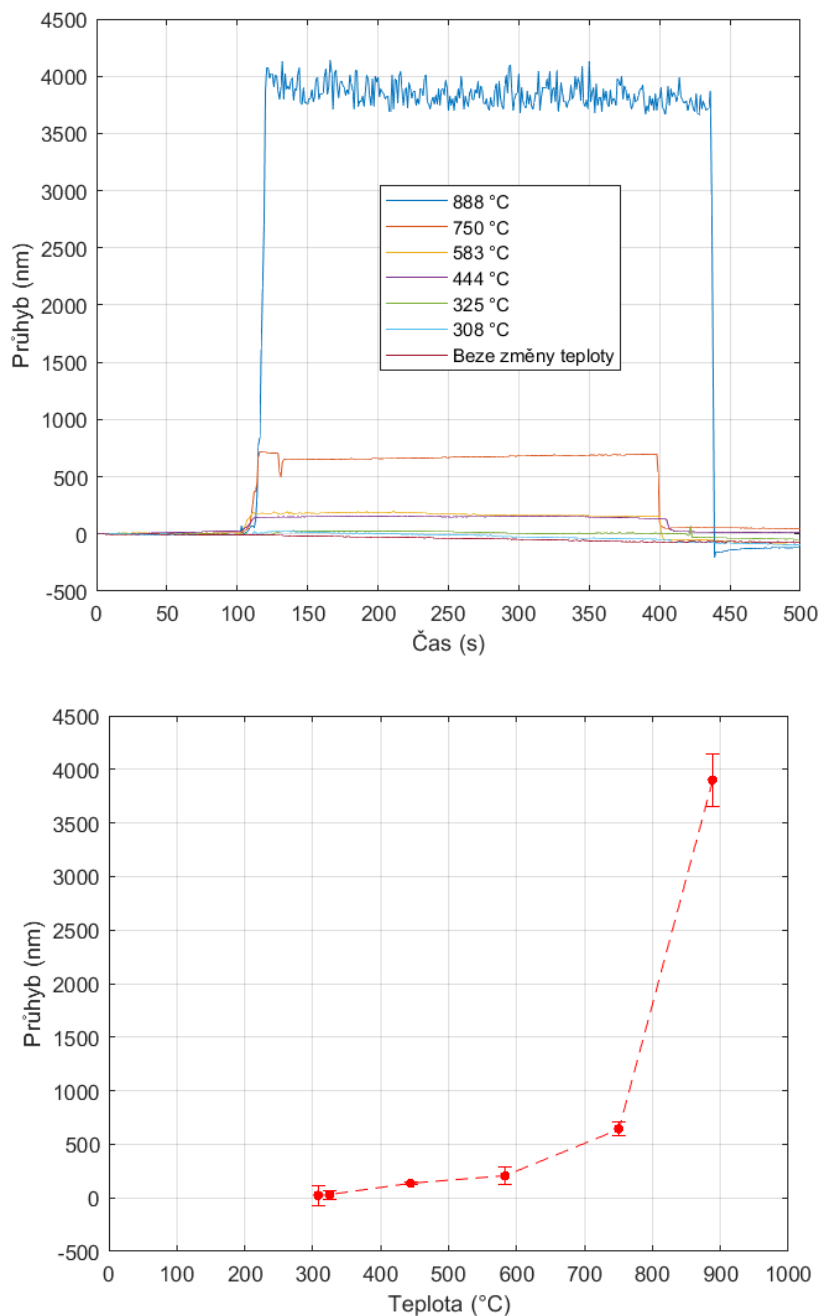 4500
4000
3500
3000
2500
2000
1500
1000
500
0
-500
Průhyb (nm)
888 °C
750 °C
583 °C
444 °C
325 °C
308 °C
Beze změny teploty
0 50 100 150 200 250 300 350 400 450 500
Čas (s)
4500
4000
3500
3000
2500
2000
1500
1000
500
0
-500
Průhyb (nm)
0 100 200 300 400 500 600 700 800 900 1000
Teplota (°C)